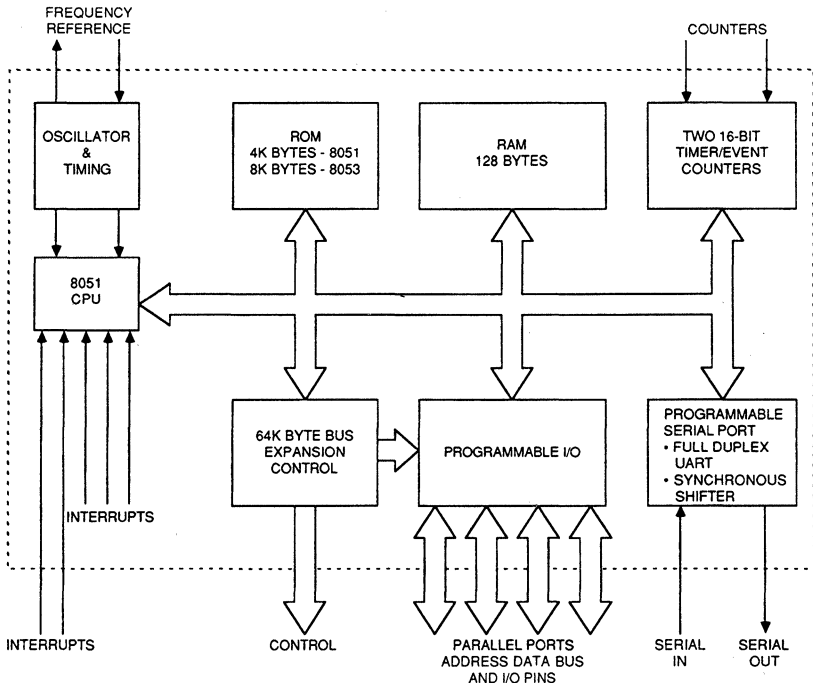 FREQUENCY
REFERENCE
COUNTERS
OSCILLATOR
&
TIMING
ROM
4K BYTES - 8051
8K BYTES - 8053
RAM
128 BYTES
TWO 16-BIT
TIMER/EVENT
COUNTERS
8051
CPU
64K BYTE BUS
EXPANSION
CONTROL
PROGRAMMABLE I/O
PROGRAMMABLE
SERIAL PORT
• FULL DUPLEX
UART
• SYNCHRONOUS
SHIFTER
INTERRUPTS
INTERRUPTS
CONTROL
PARALLEL PORTS
ADDRESS DATA BUS
AND I/O PINS
SERIAL
IN
SERIAL
OUT